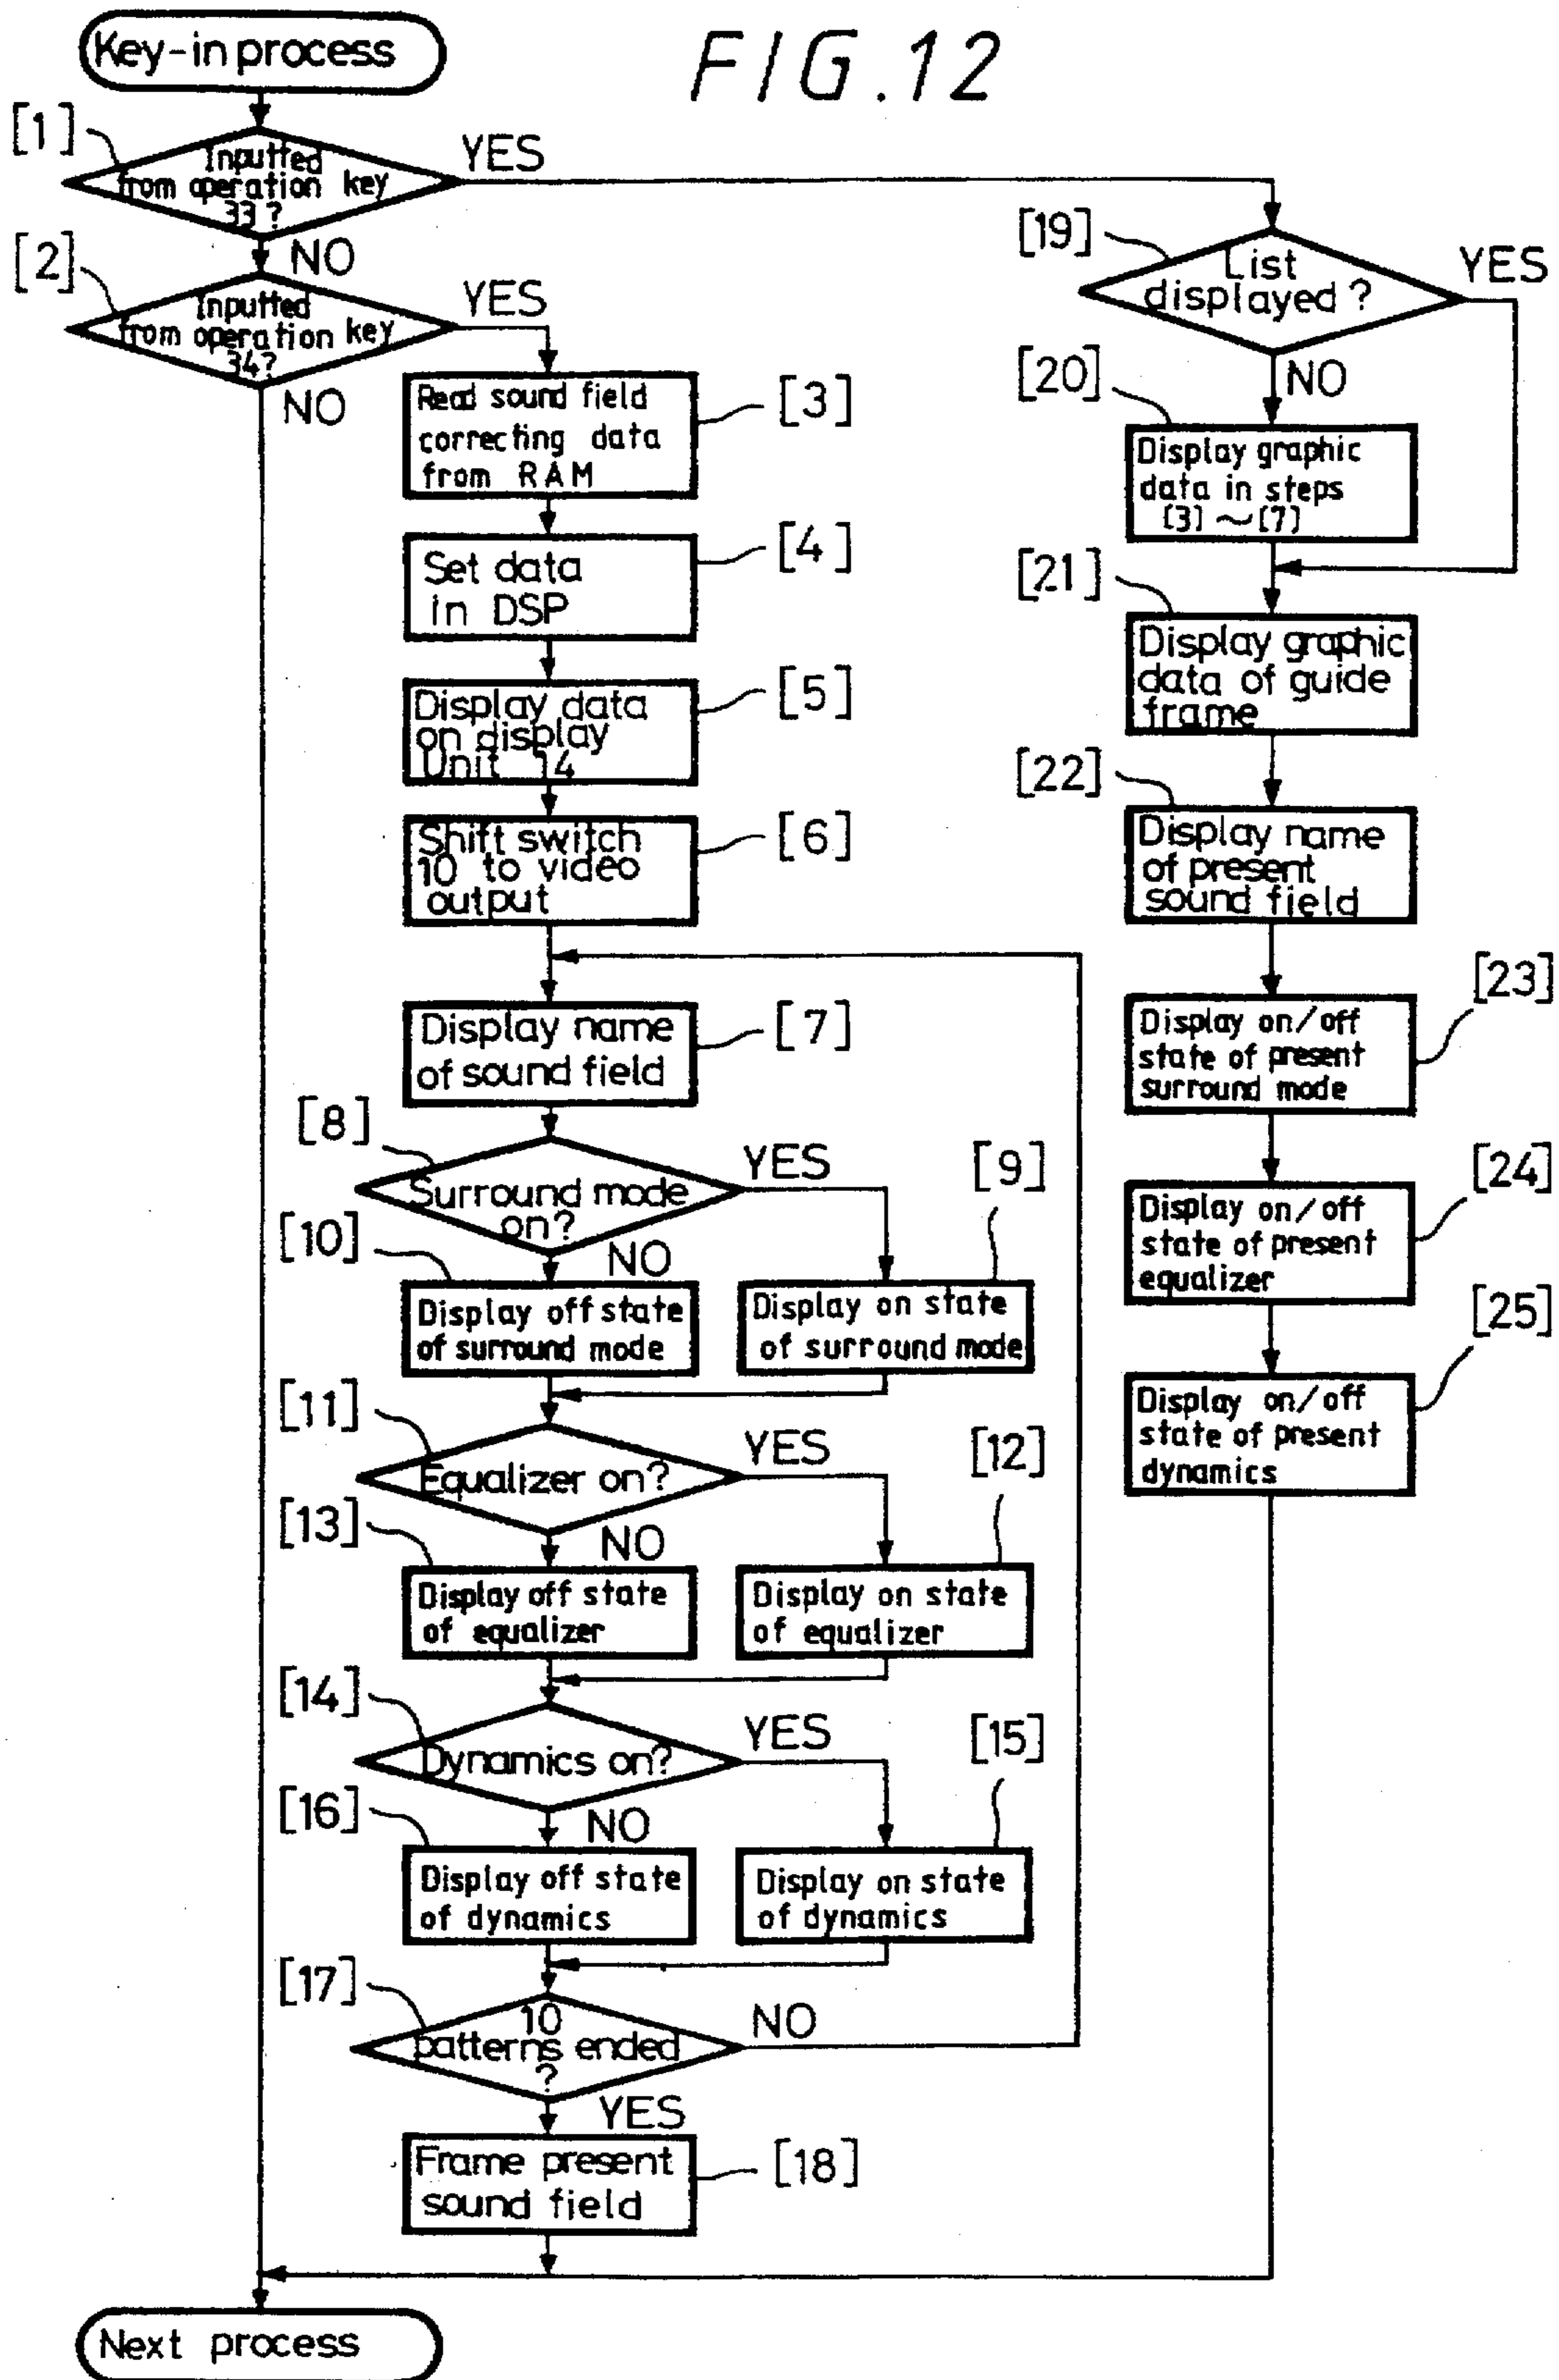 FIG.12
Key-in process
[1]
Inputted
from operation key
33?
YES
NO
[2]
Inputted
from operation key
34?
YES
NO
Read sound field
correcting data
from RAM
[3]
Set data
in DSP
[4]
Display data
on display
Unit 14
[5]
Shift switch
10 to video
output
[6]
Display name
of sound field
[7]
[8]
Surround mode
on?
YES
NO
[9]
Display on state
of surround mode
[10]
Display off state
of surround mode
[11]
Equalizer on?
YES
NO
[12]
Display on state
of equalizer
[13]
Display off state
of equalizer
[14]
Dynamics on?
YES
NO
[15]
Display on state
of dynamics
[16]
Display off state
of dynamics
[17]
10
patterns ended
?
NO
YES
Frame present
sound field
[18]
[19]
List
displayed?
YES
NO
[20]
Display graphic
data in steps
[3]~[7]
[21]
Display graphic
data of guide
frame
[22]
Display name
of present
sound field
[23]
Display on/off
state of present
surround mode
[24]
Display on/off
state of present
equalizer
[25]
Display on/off
state of present
dynamics
Next process